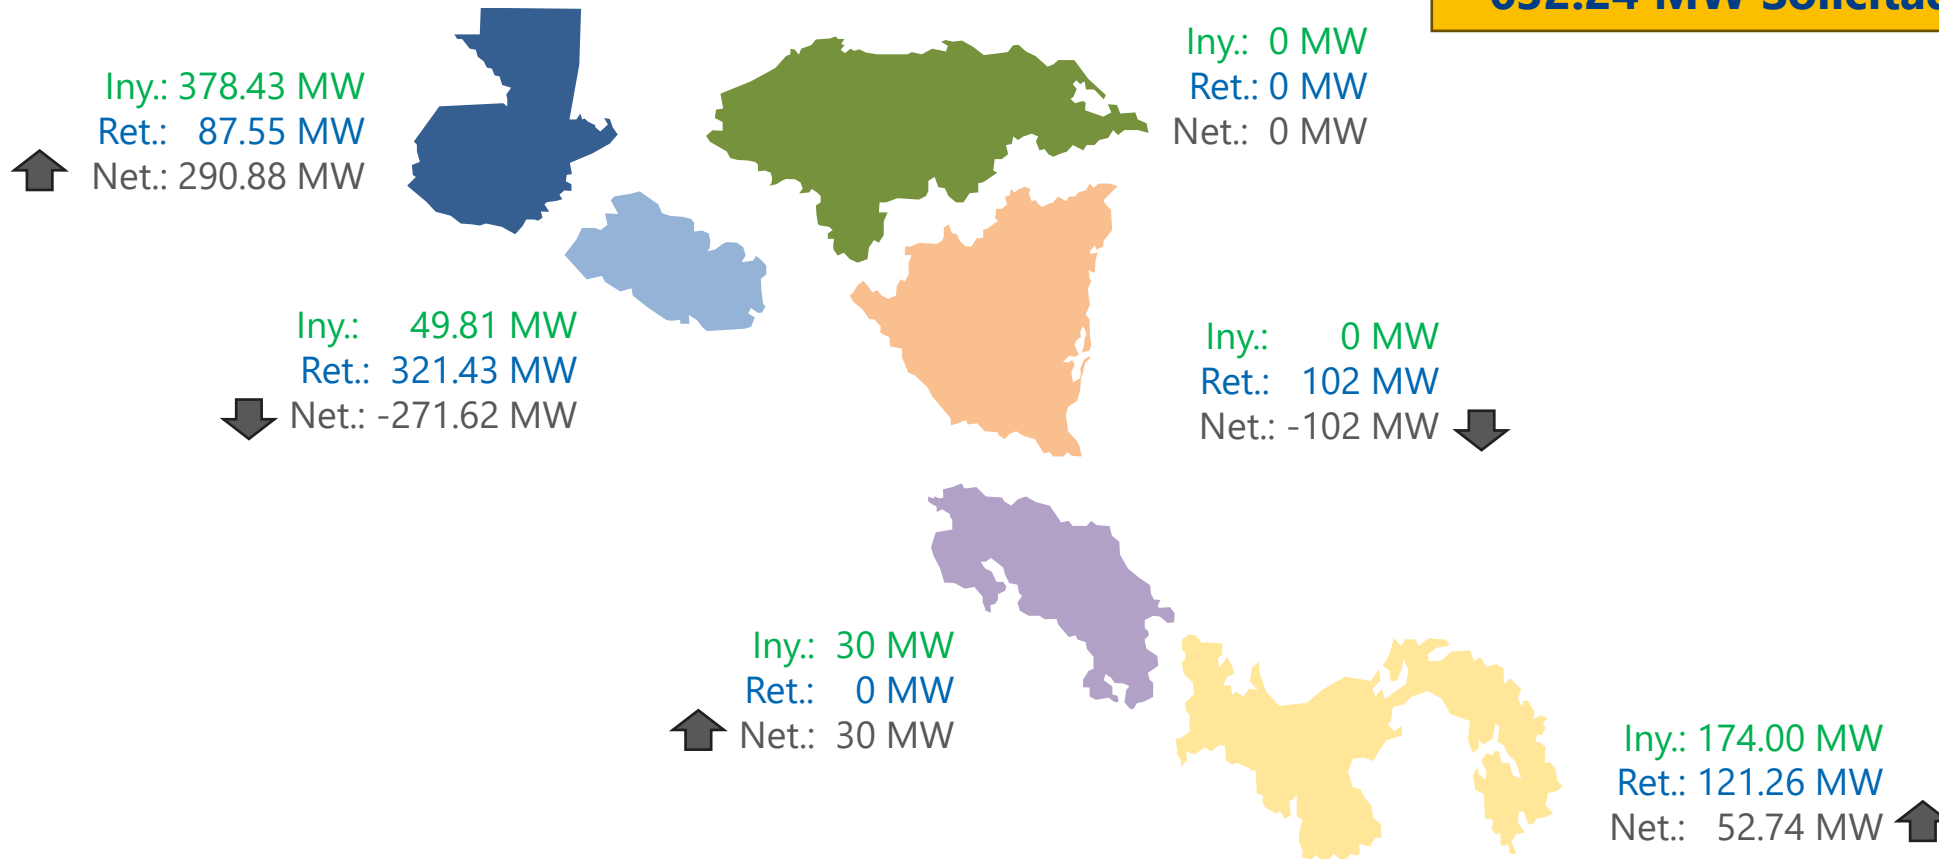 Iny.: 378.43 MW
Ret.: 87.55 MW
Net.: 290.88 MW
Iny.: 0 MW
Ret.: 0 MW
Net.: 0 MW
Iny.: 49.81 MW
Ret.: 321.43 MW
Net.: -271.62 MW
Iny.: 0 MW
Ret.: 102 MW
Net.: -102 MW
Iny.: 30 MW
Ret.: 0 MW
Net.: 30 MW
Iny.: 174.00 MW
Ret.: 121.26 MW
Net.: 52.74 MW